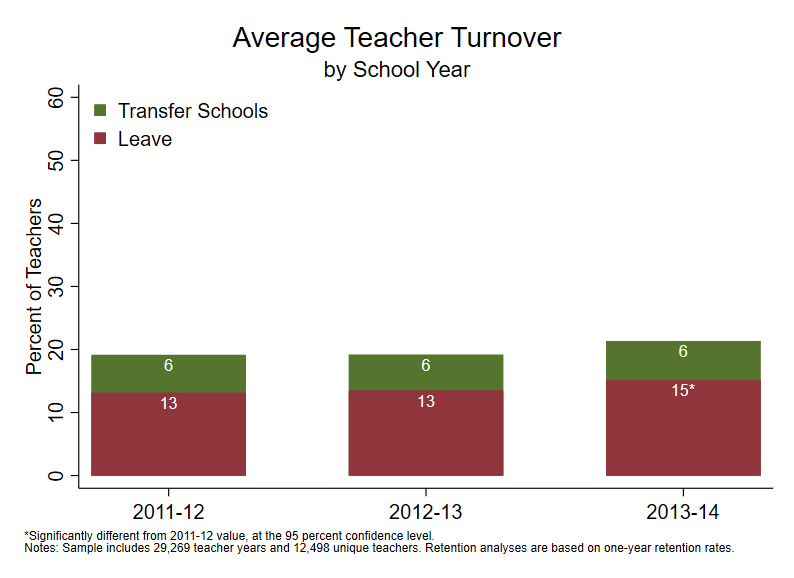 Average Teacher Turnover
by School Year
Transfer Schools
Leave
Percent of Teachers
60
50
40
30
20
10
0
6
6
6
13
13
15*
2011-12
2012-13
2013-14
*Significantly different from 2011-12 value, at the 95 percent confidence level.
Notes: Sample includes 29,269 teacher years and 12,498 unique teachers. Retention analyses are based on one-year retention rates.